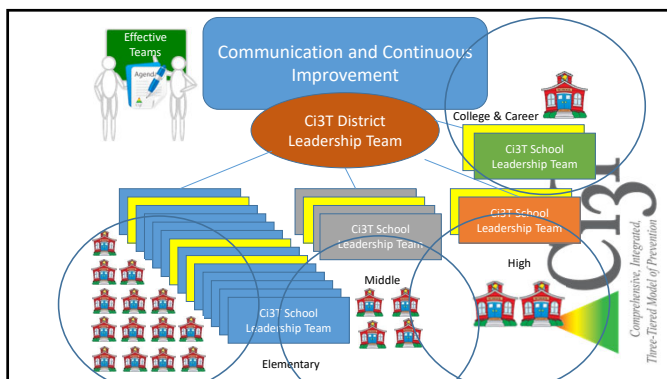 Effective
Teams
Agenda
Communication and Continuous
Improvement
Ci3T District
Leadership Team
College & Career
Ci3T School
Leadership Team
Ci3T School
Leadership Team
Ci3T School
Leadership Team
High
Middle
Ci3T School
Leadership Team
Elementary
Ci3T
Comprehensive, Integrated,
Three-Tiered Model of Prevention